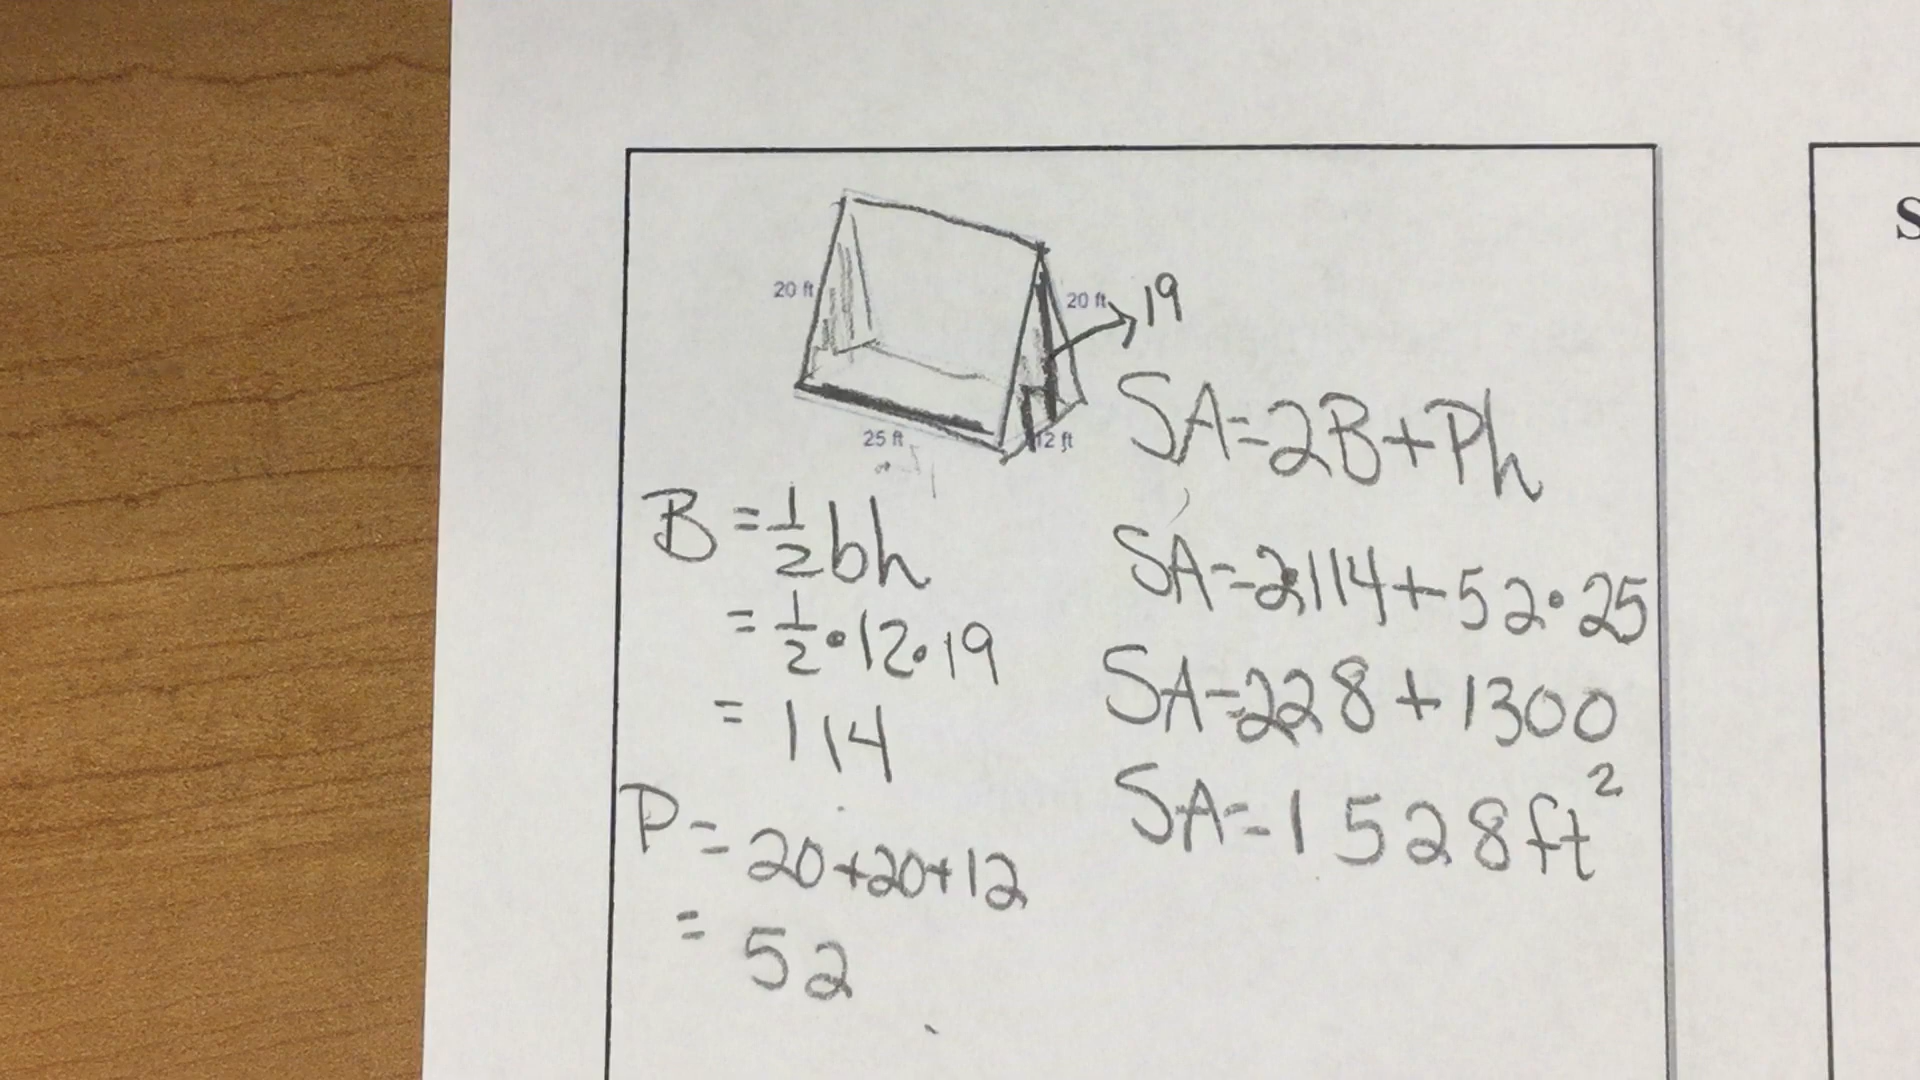 20 ft
20 ft
19
25 ft
12 ft
SA=2B+Ph
B=1/2bh
=1/2•12•19
=114
P=20+20+12
=52
SA=2•114+52•25
SA=228+1300
SA=1528ft²
S